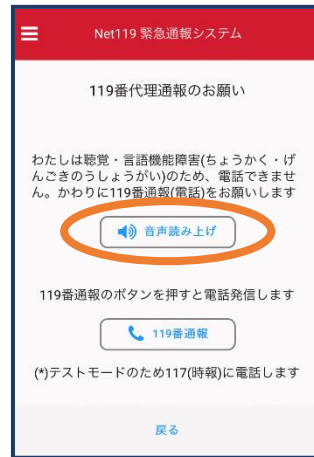 Net119 緊急通報システム
119番代理通報のお願い
わたしは聴覚・言語機能障害(ちょうかく・げ
んごきのうしょうがい)のため、電話できませ
ん。かわりに119番通報(電話)をお願いします
音声読み上げ
119番通報のボタンを押すと電話発信します
119番通報
(*)テストモードのため117(時報)に電話します
戻る